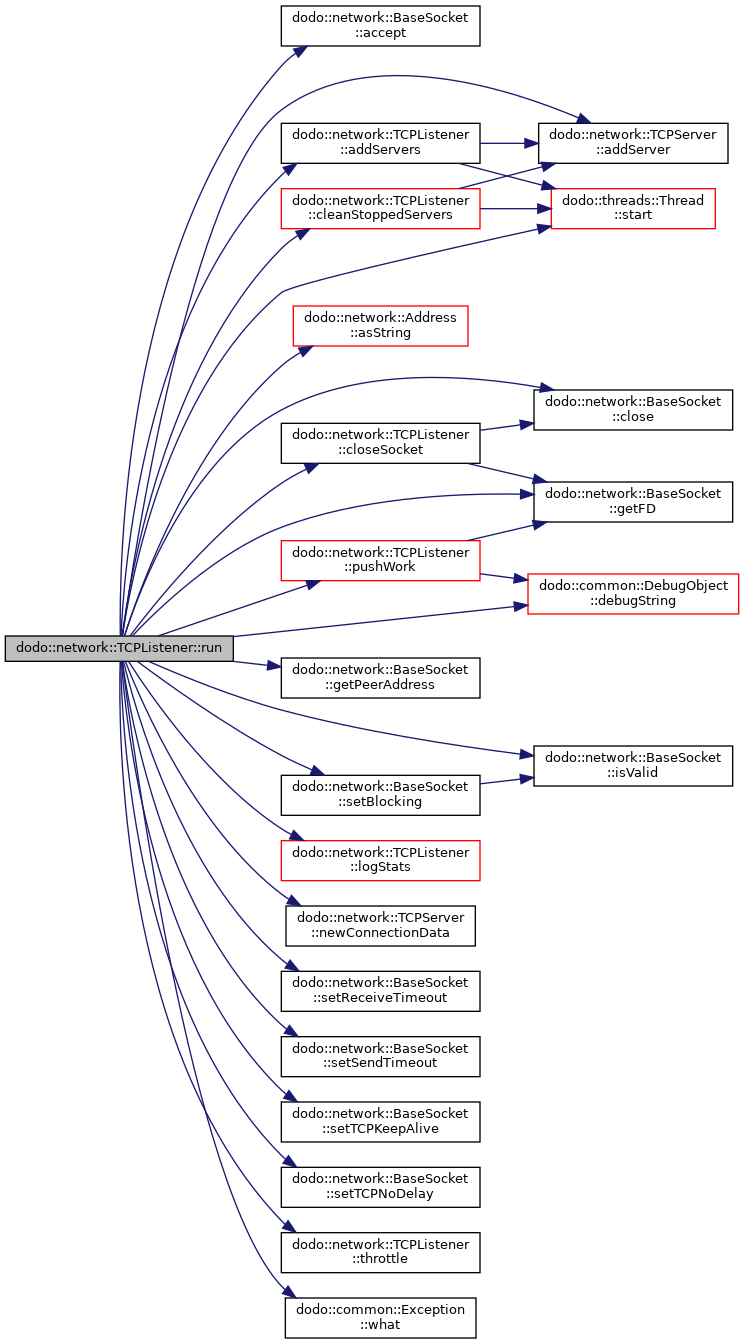 dodo::network::BaseSocket
::accept
dodo::network::TCPListener
::addServers
dodo::network::TCPServer
::addServer
dodo::network::TCPListener
::cleanStoppedServers
dodo::threads::Thread
::start
dodo::network::Address
::asString
dodo::network::BaseSocket
::close
dodo::network::TCPListener
::closeSocket
dodo::network::BaseSocket
::getFD
dodo::network::TCPListener
::pushWork
dodo::common::DebugObject
::debugString
dodo::network::TCPListener::run
dodo::network::BaseSocket
::getPeerAddress
dodo::network::BaseSocket
::isValid
dodo::network::BaseSocket
::setBlocking
dodo::network::TCPListener
::logStats
dodo::network::TCPServer
::newConnectionData
dodo::network::BaseSocket
::setReceiveTimeout
dodo::network::BaseSocket
::setSendTimeout
dodo::network::BaseSocket
::setTCPKeepAlive
dodo::network::BaseSocket
::setTCPNoDelay
dodo::network::TCPListener
::throttle
dodo::common::Exception
::what